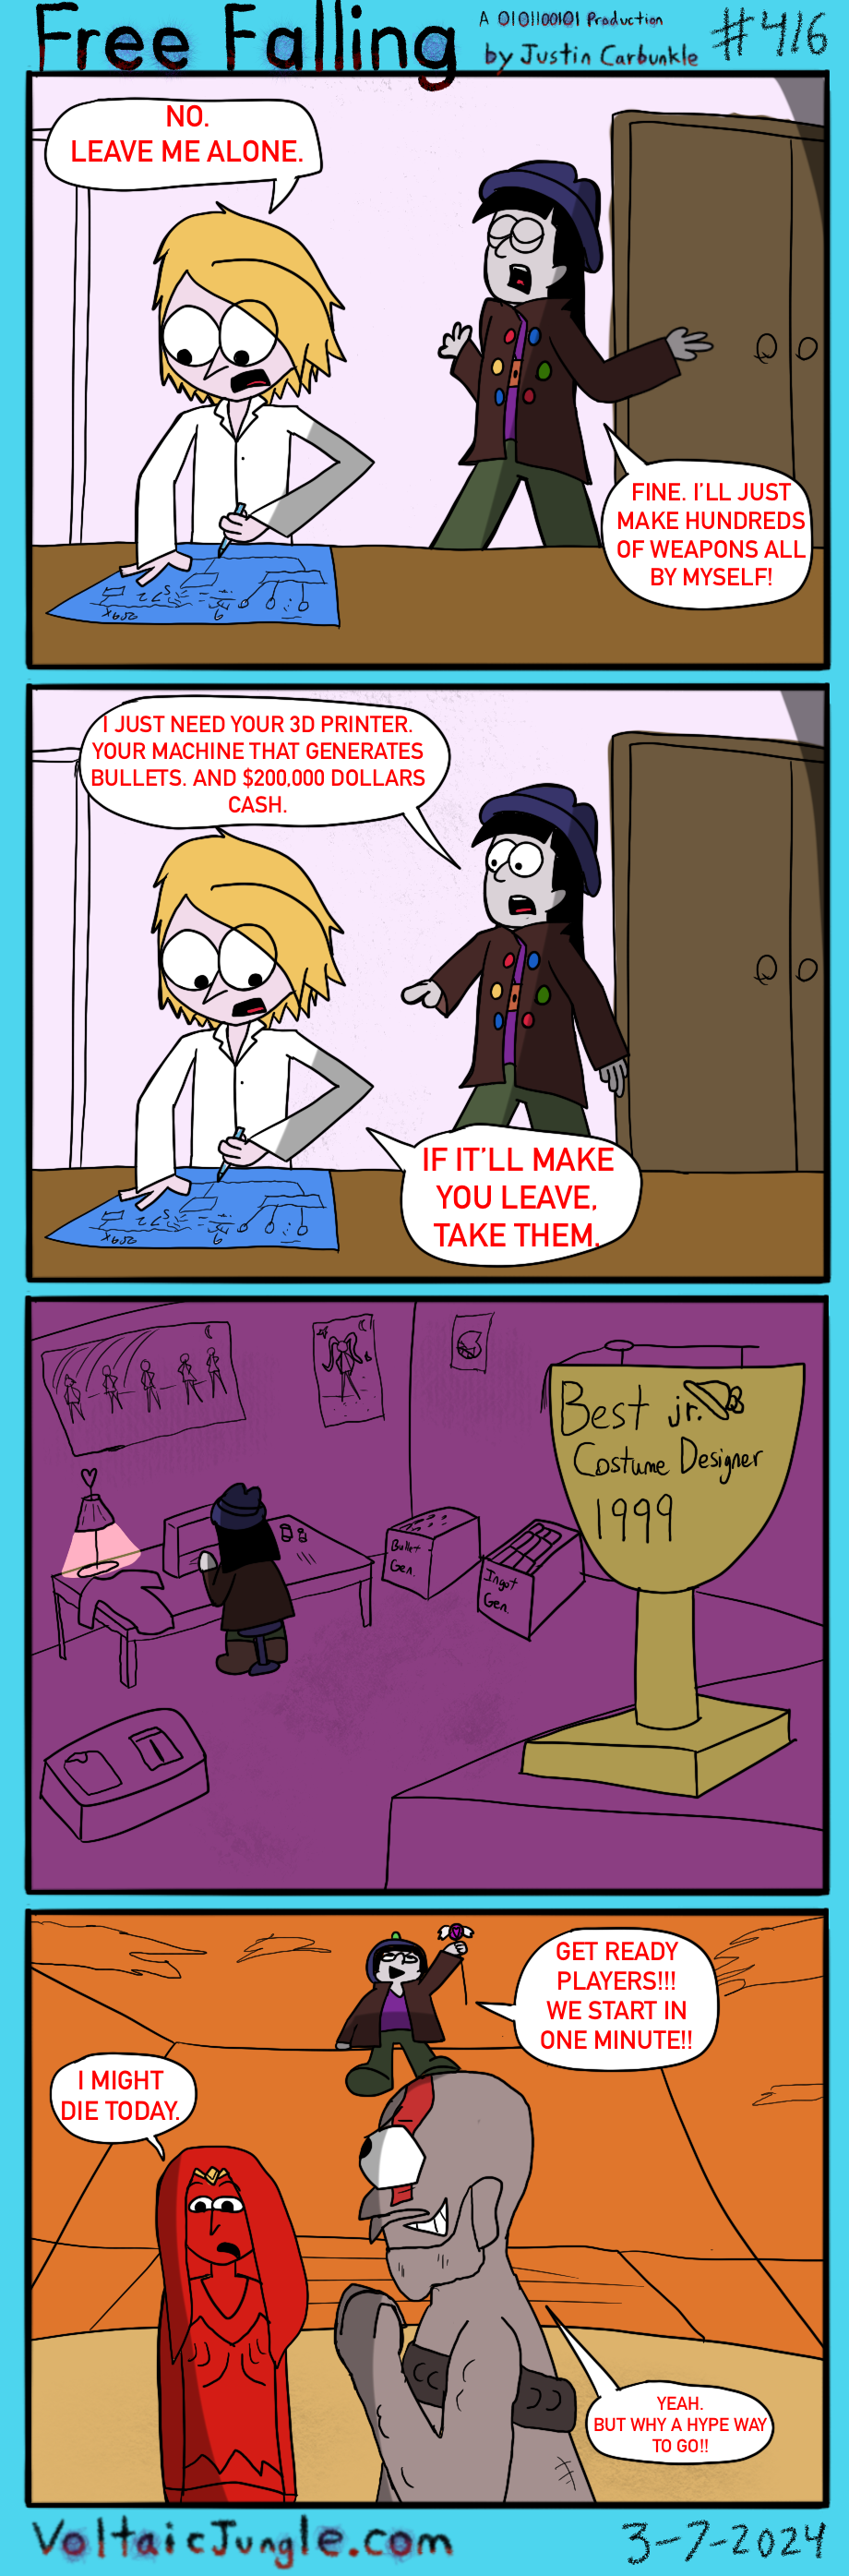 Free Falling
A 0101100101 Production
by Justin Carbunkle
#416
NO.
LEAVE ME ALONE.
FINE. I'LL JUST
MAKE HUNDREDS
OF WEAPONS ALL
BY MYSELF!
I JUST NEED YOUR 3D PRINTER.
YOUR MACHINE THAT GENERATES
BULLETS. AND $200,000 DOLLARS
CASH.
IF IT'LL MAKE
YOU LEAVE,
TAKE THEM.
Best jr.
Costume Designer
1999
Bullet
Gen.
Ingot
Gen.
GET READY
PLAYERS!!!
WE START IN
ONE MINUTE!!
I MIGHT
DIE TODAY.
YEAH.
BUT WHY A HYPE WAY
TO GO!!
VoltaicJungle.com
3-7-2024